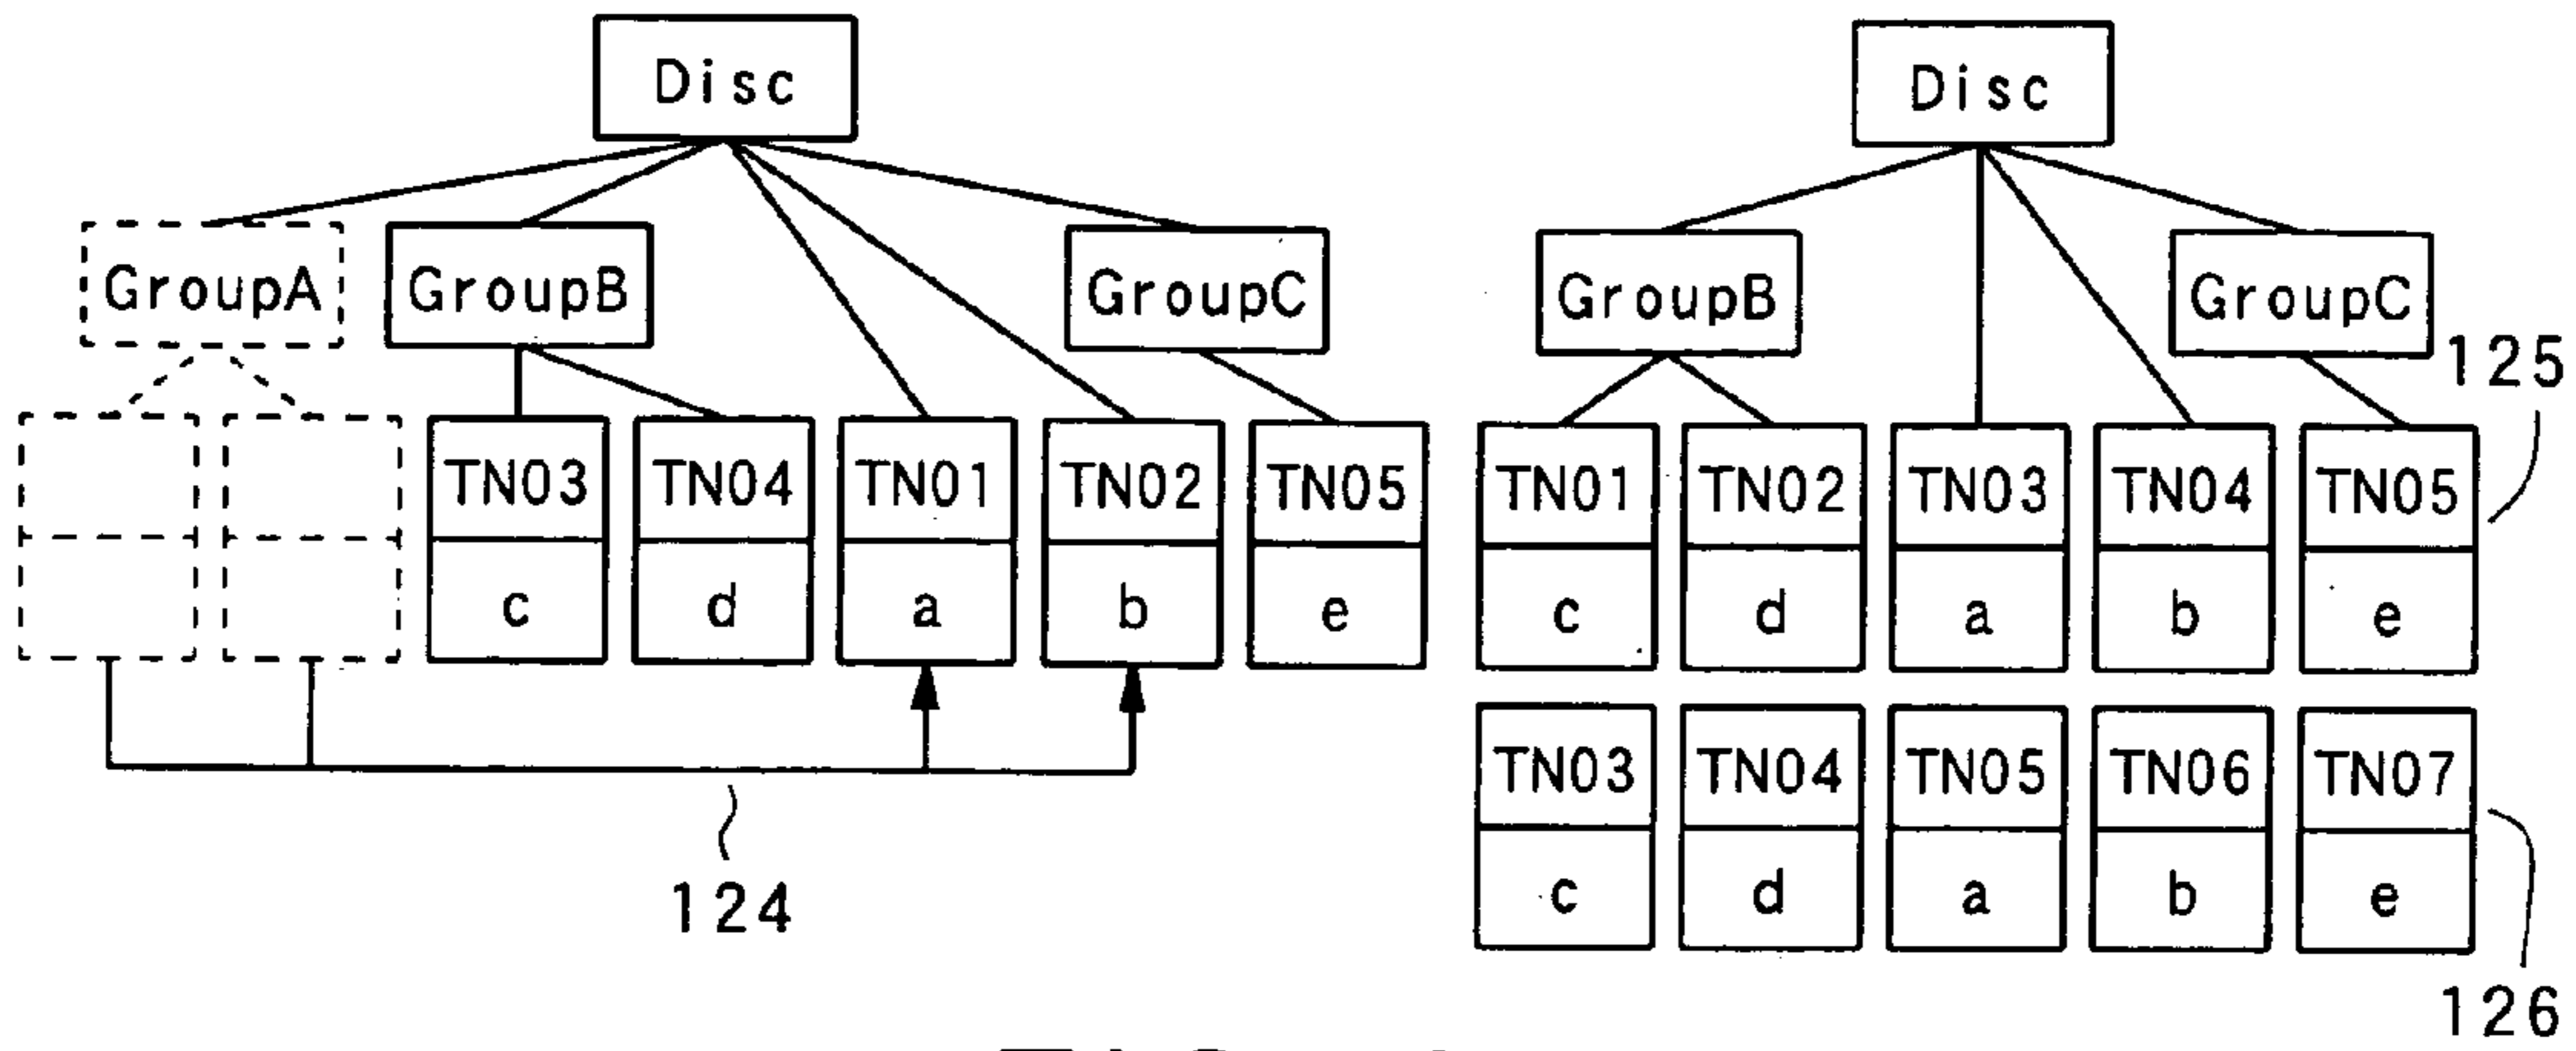 Disc Disc
GroupA GroupB GroupC GroupB GroupC
125
TN03 TN04 TN01 TN02 TN05 TN01 TN02 TN03 TN04 TN05
c d a b e c d a b e
TN03 TN04 TN05 TN06 TN07
124 c d a b e
126